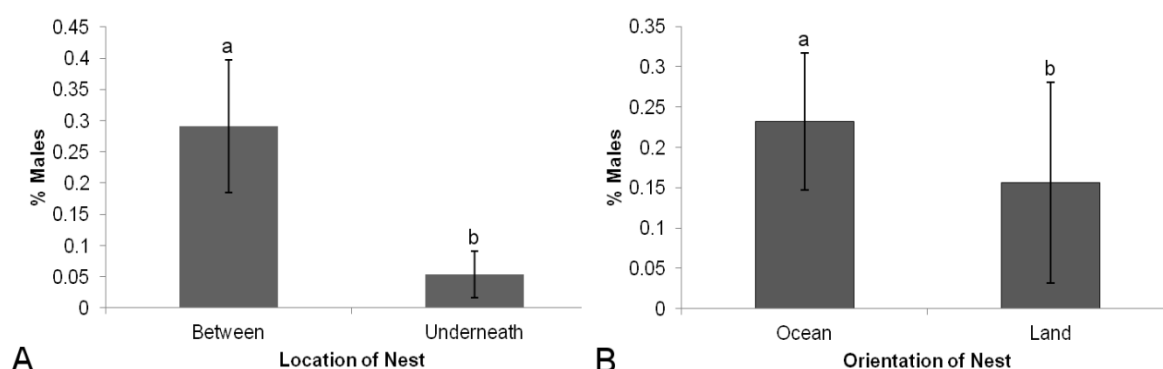 0.45
0.4
0.35
0.3
0.25
0.2
0.15
0.1
0.05
0
% Males
a
b
Between Underneath
Location of Nest
A
0.35
0.3
0.25
0.2
0.15
0.1
0.05
0
% Males
a
b
Ocean Land
Orientation of Nest
B